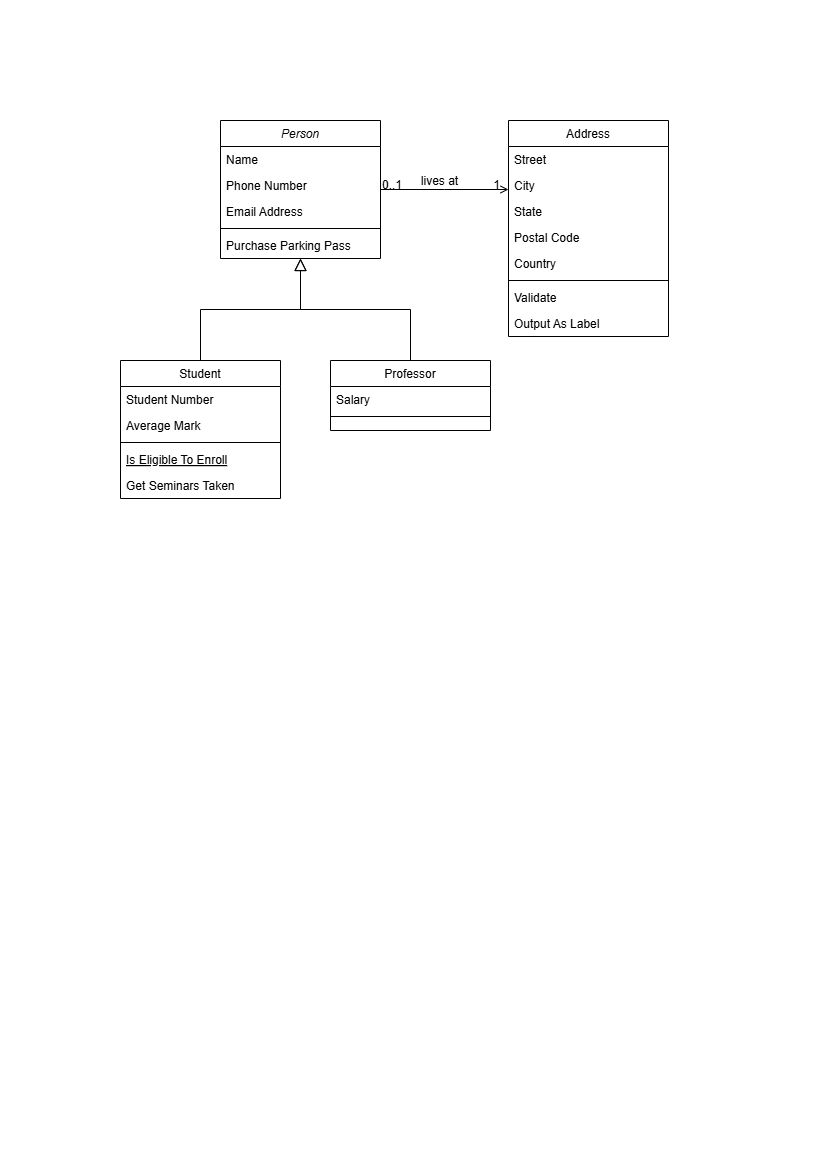 Person
Name
Phone Number
Email Address
Purchase Parking Pass
0..1
lives at
1
Address
Street
City
State
Postal Code
Country
Validate
Output As Label
Student
Student Number
Average Mark
Is Eligible To Enroll
Get Seminars Taken
Professor
Salary